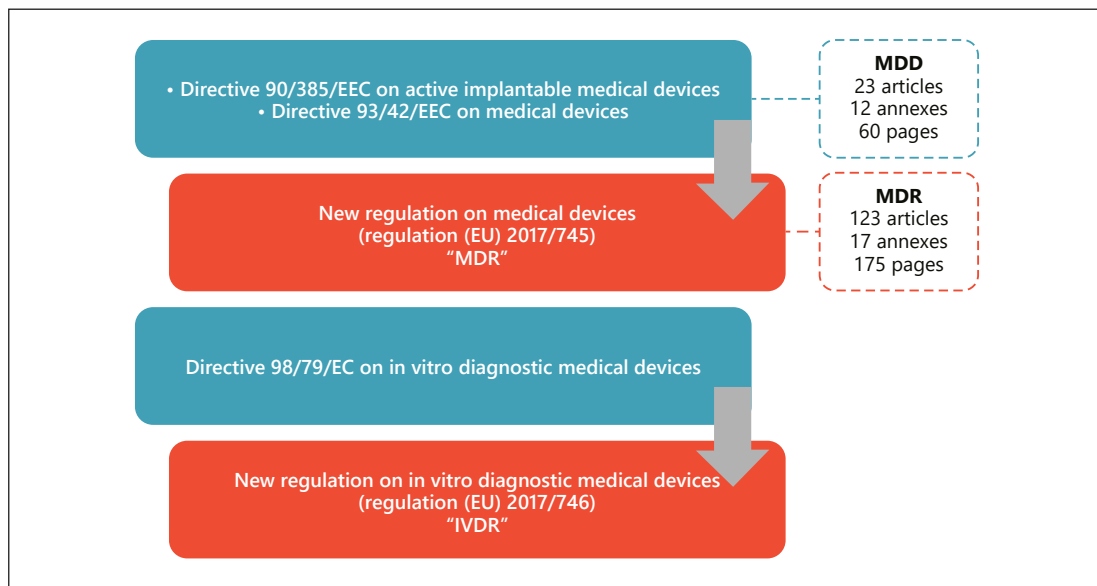 • Directive 90/385/EEC on active implantable medical devices
• Directive 93/42/EEC on medical devices
MDD
23 articles
12 annexes
60 pages
New regulation on medical devices
(regulation (EU) 2017/745)
“MDR”
MDR
123 articles
17 annexes
175 pages
Directive 98/79/EC on in vitro diagnostic medical devices
New regulation on in vitro diagnostic medical devices
(regulation (EU) 2017/746)
“IVDR”